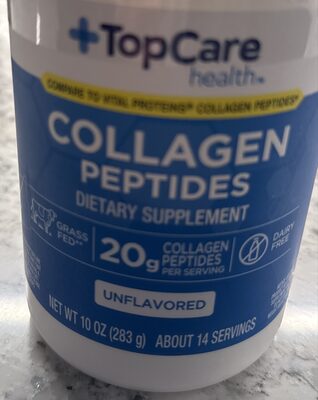 TopCare
health™
COMPARE TO VITAL PROTEINS® COLLAGEN PEPTIDES†
COLLAGEN
PEPTIDES
DIETARY SUPPLEMENT
GRASS
FED**
20g
COLLAGEN
PEPTIDES
PER SERVING
DAIRY
FREE
UNFLAVORED
NET WT 10 OZ (283 g) ABOUT 14 SERVINGS